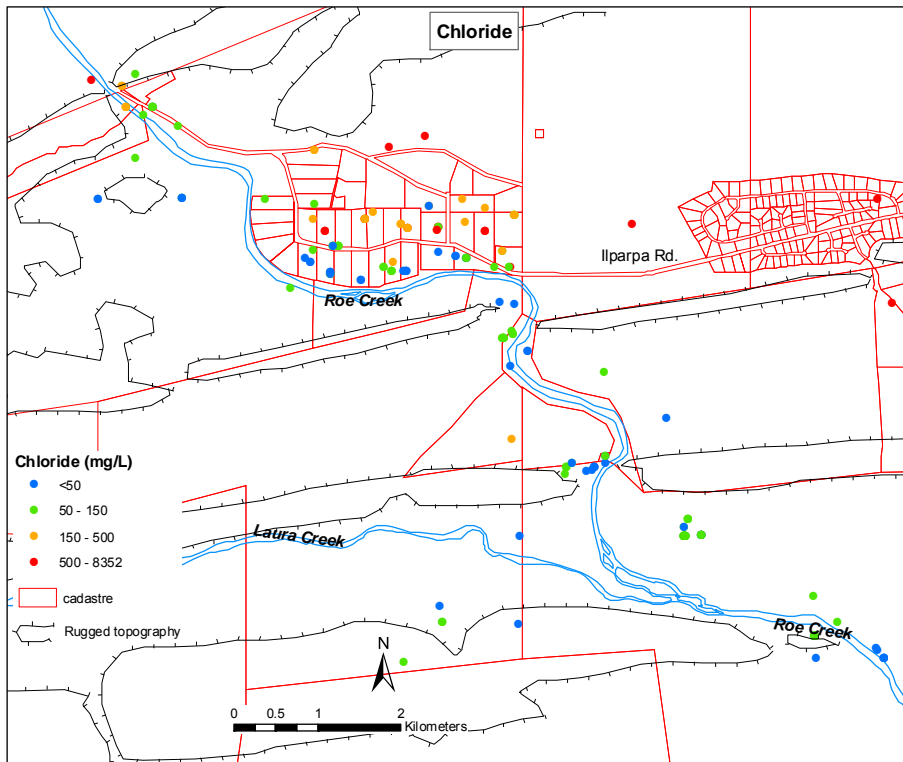 Chloride
Ilparpa Rd.
Roe Creek
Chloride (mg/L)
<50
50 - 150
150 - 500
500 - 8352
cadastre
Rugged topography
Laura Creek
Roe Creek
N
0 0.5 1 2
Kilometers